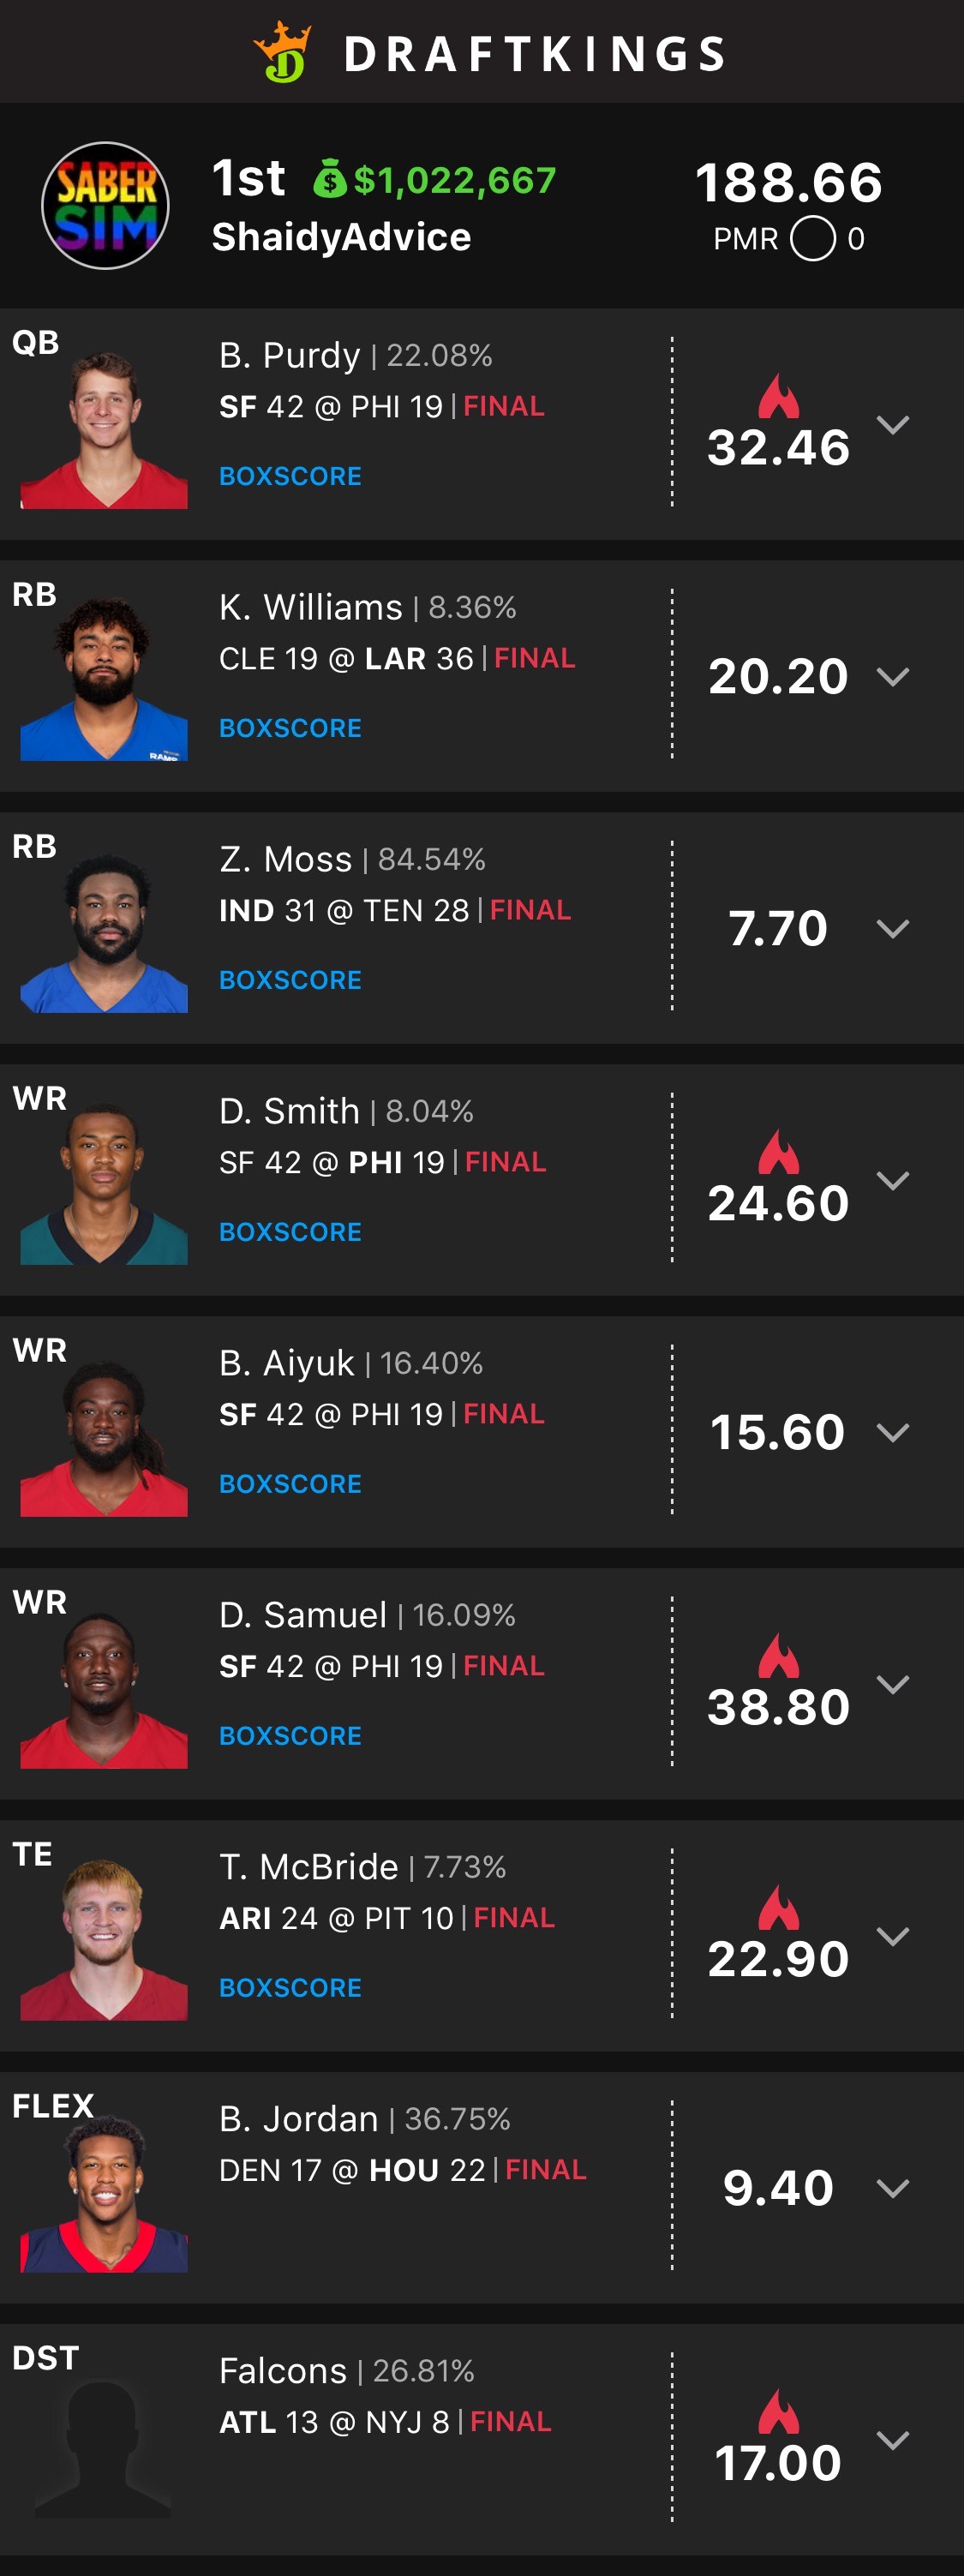 DRAFTKINGS
SABER
SIM
1st $1,022,667
ShaidyAdvice
188.66
PMR 0
QB
B. Purdy | 22.08%
SF 42 @ PHI 19 | FINAL
BOXSCORE
32.46
RB
K. Williams | 8.36%
CLE 19 @ LAR 36 | FINAL
BOXSCORE
20.20
RB
Z. Moss | 84.54%
IND 31 @ TEN 28 | FINAL
BOXSCORE
7.70
WR
D. Smith | 8.04%
SF 42 @ PHI 19 | FINAL
BOXSCORE
24.60
WR
B. Aiyuk | 16.40%
SF 42 @ PHI 19 | FINAL
BOXSCORE
15.60
WR
D. Samuel | 16.09%
SF 42 @ PHI 19 | FINAL
BOXSCORE
38.80
TE
T. McBride | 7.73%
ARI 24 @ PIT 10 | FINAL
BOXSCORE
22.90
FLEX
B. Jordan | 36.75%
DEN 17 @ HOU 22 | FINAL
9.40
DST
Falcons | 26.81%
ATL 13 @ NYJ 8 | FINAL
17.00